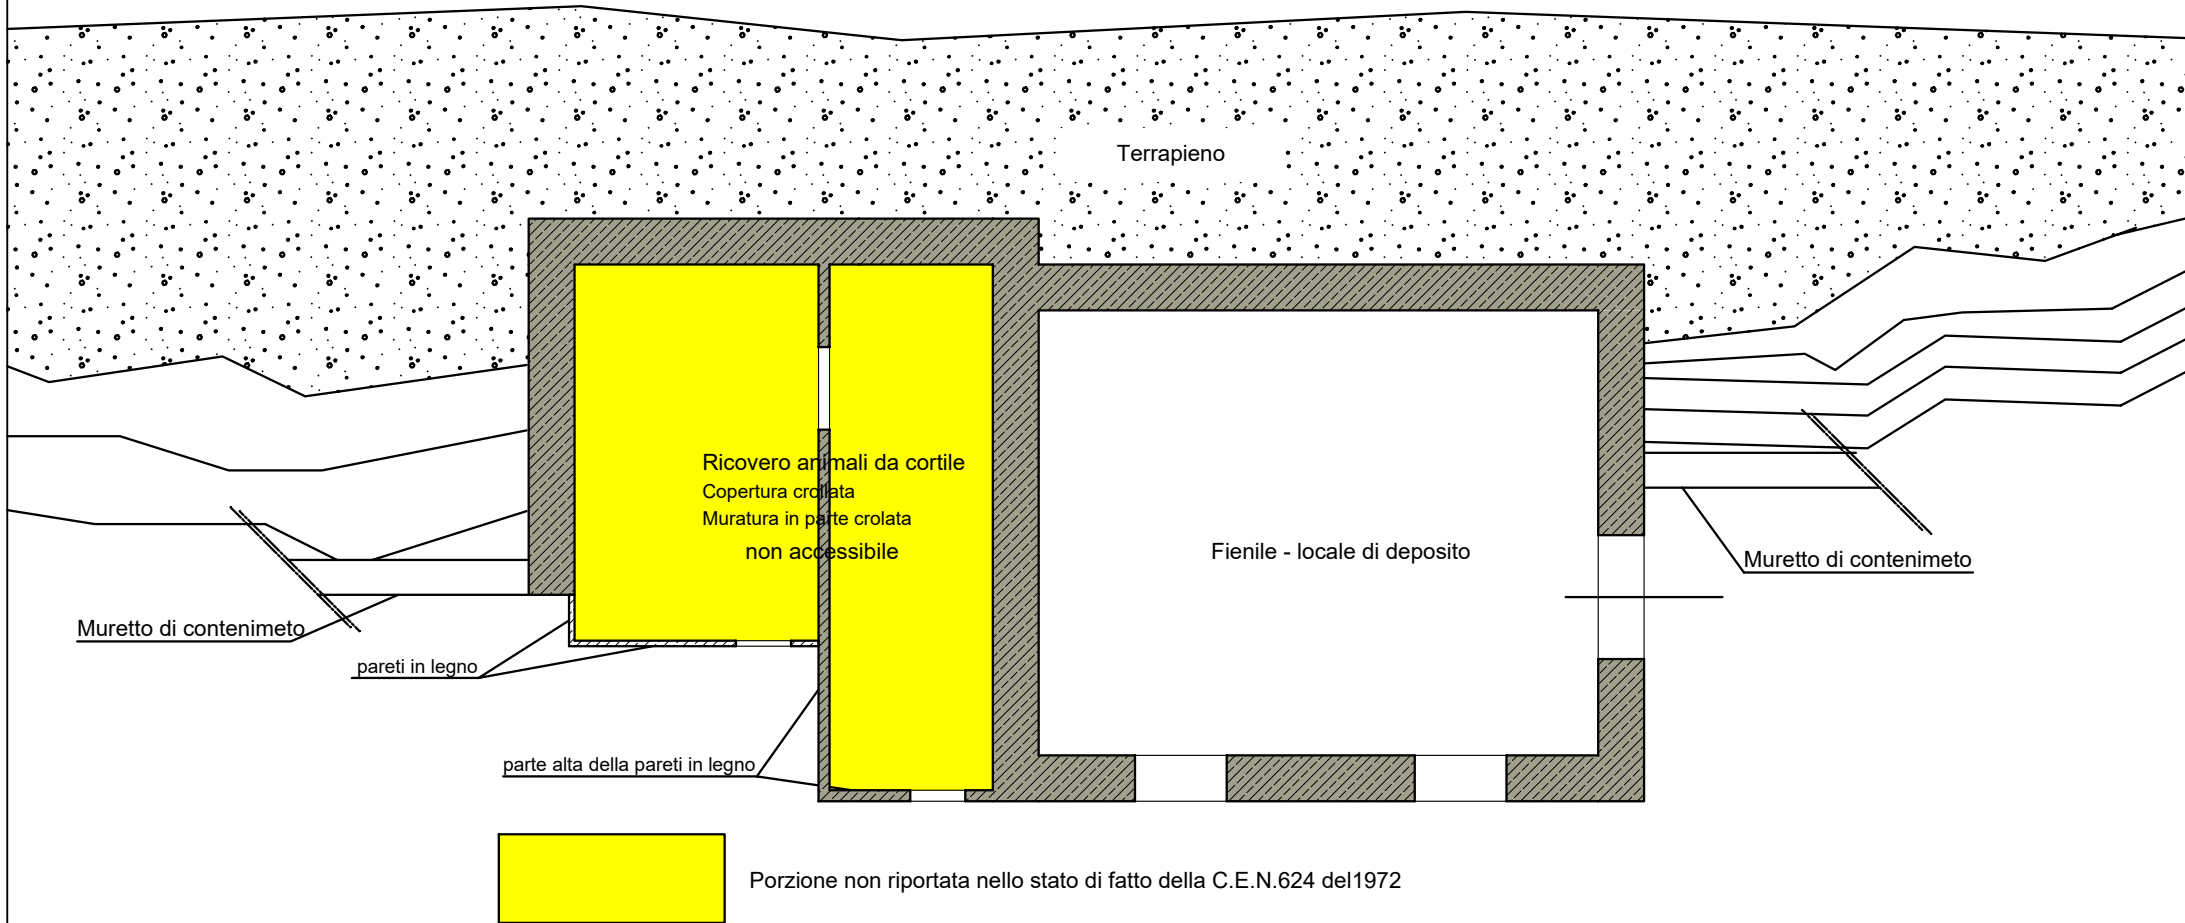 Terrapieno
Ricovero animali da cortile
Copertura crollata
Muratura in parte crolata
non accessibile
Fienile - locale di deposito
Muretto di contenimeto
Muretto di contenimeto
pareti in legno
parte alta della pareti in legno
Porzione non riportata nello stato di fatto della C.E.N.624 del1972